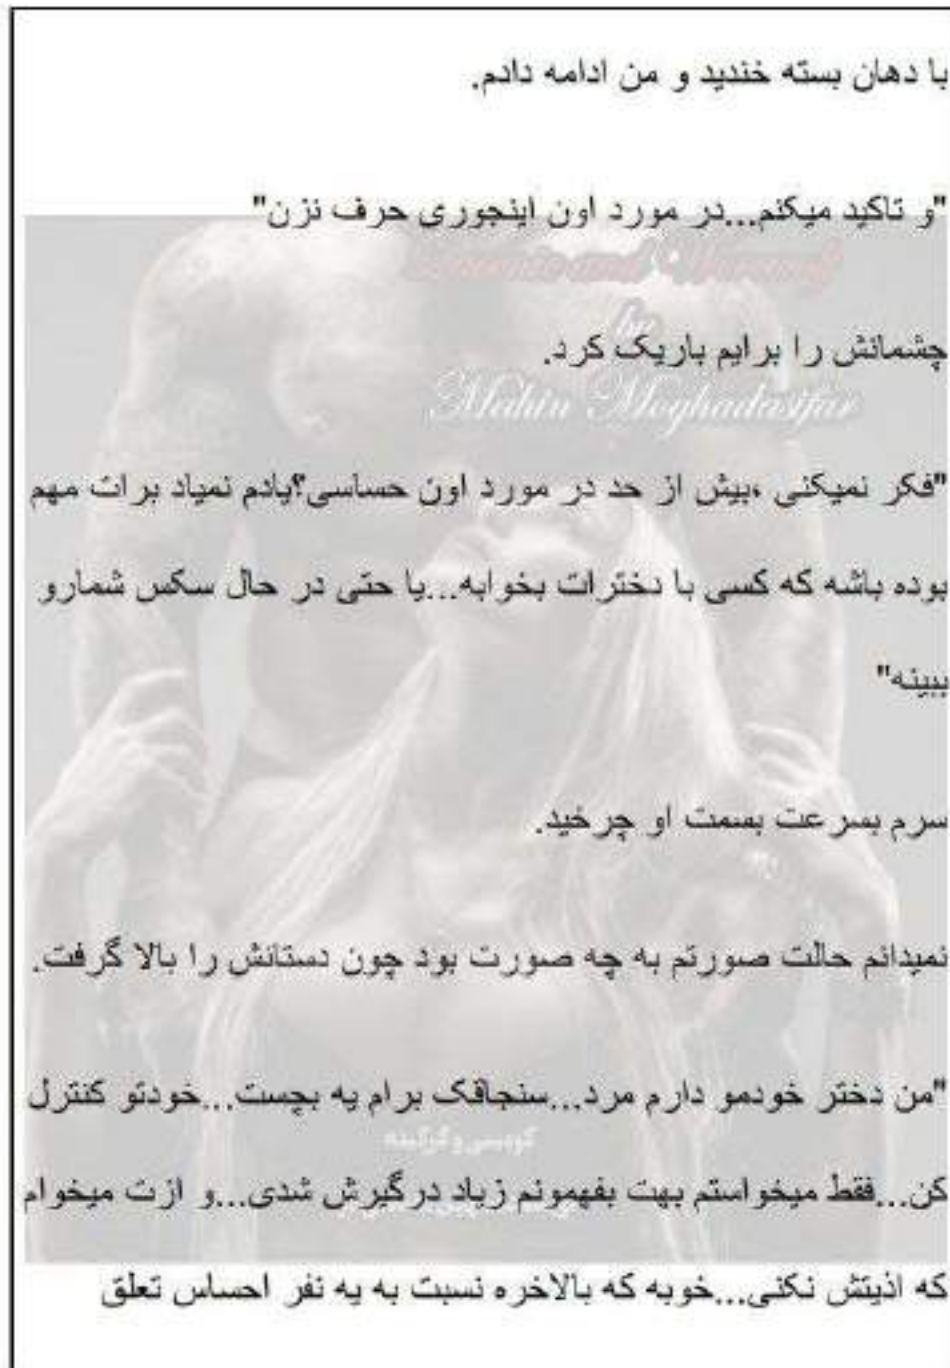 با دهان بسته خندید و من ادامه دادم.
"و تاکید میکنم...در مورد اون اینجوری حرف نزن"
by
چشمانش را برایم باریک کرد.
Moghadasifar
"فکر نمیکنی ،بیش از حد در مورد اون حساسی؟یادم نمیاد برات مهم
بوده باشه که کسی با دخترات بخوابه...یا حتی در حال سکس شمارو
ببینه"
سرم بسرعت بسمت او چرخید.
نمیدانم حالت صورتم به چه صورت بود چون دستانش را بالا گرفت.
"من دختر خودمو دارم مرد...سنجاقک برام یه بچست...خودتو کنترل
کن...فقط میخواستم بهت بفهمونم زیاد درگیرش شدی...و ازت میخوام
که اذیتش نکنی...خوبه که بالاخره نسبت به یه نفر احساس تعلق